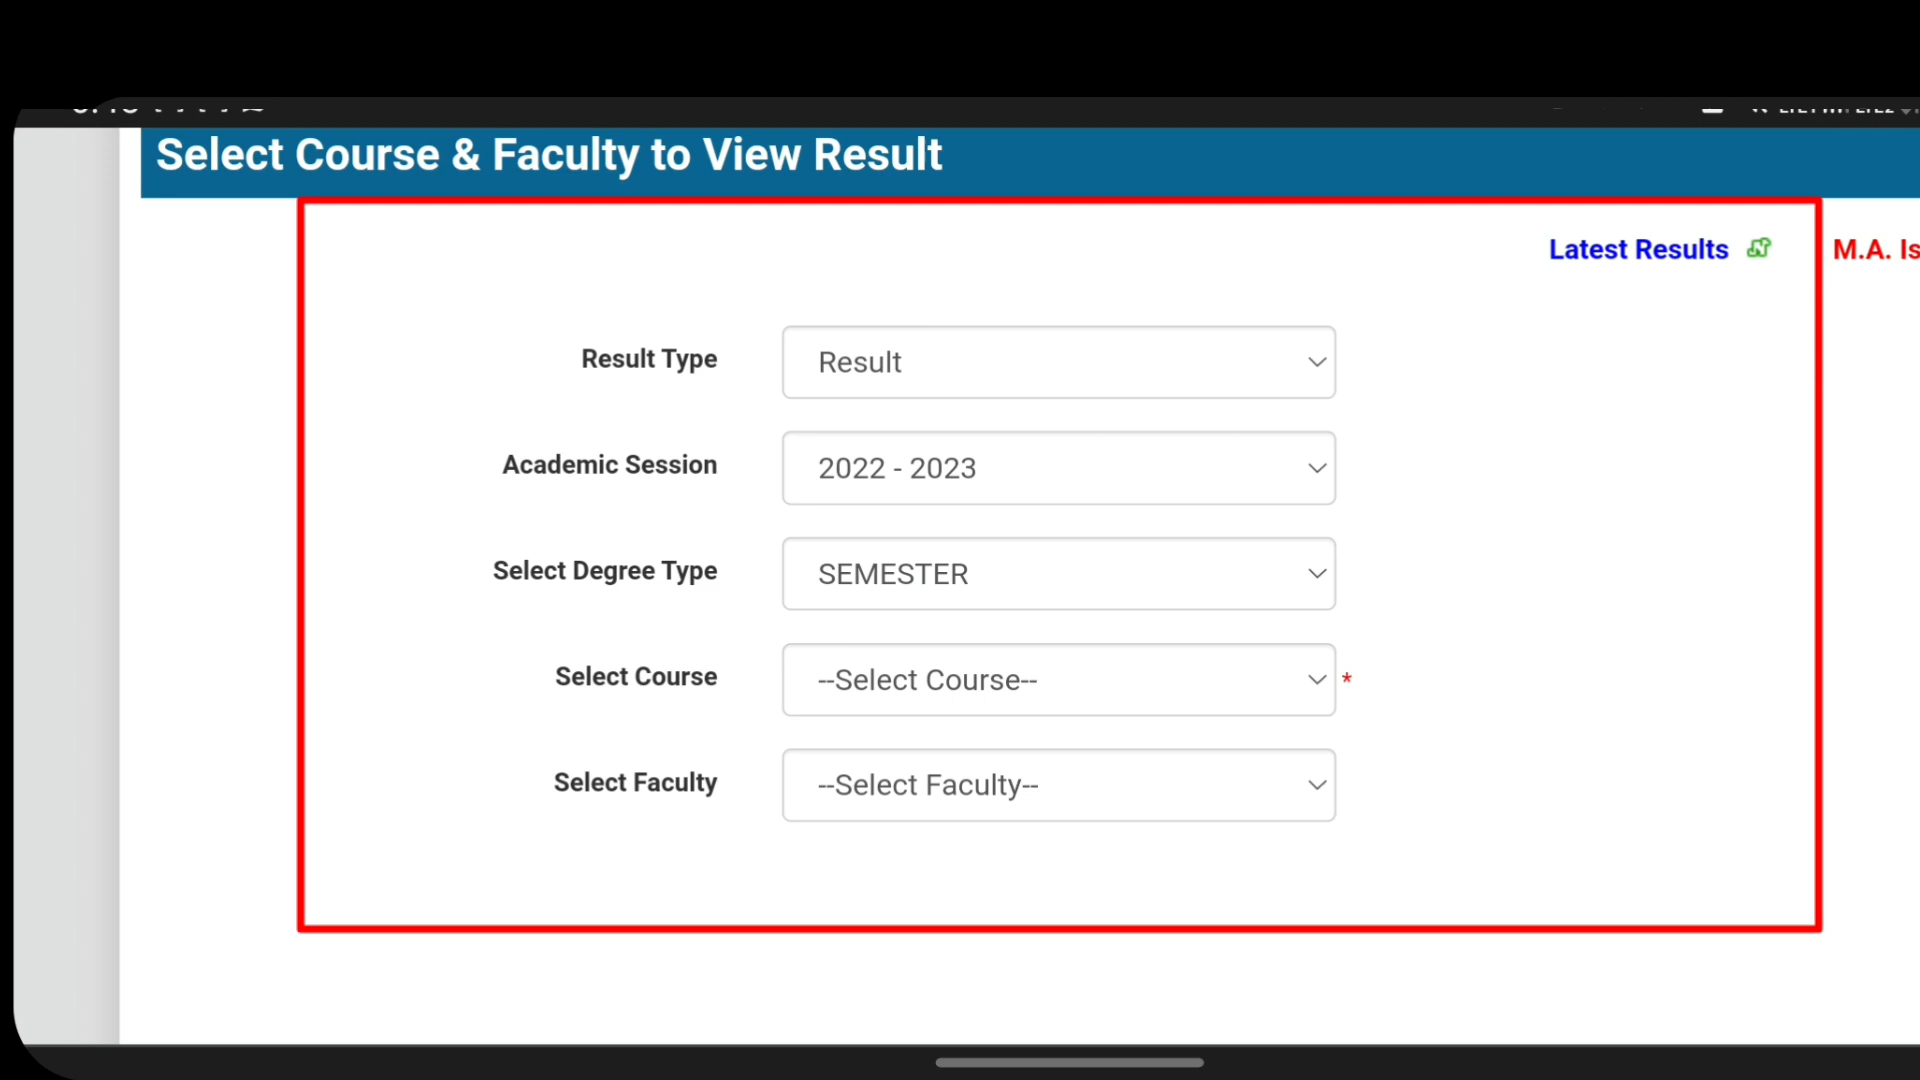 Select Course & Faculty to View Result
Latest Results
M.A. Is
Result Type
Result
Academic Session
2022 - 2023
Select Degree Type
SEMESTER
Select Course
--Select Course-- *
Select Faculty
--Select Faculty--